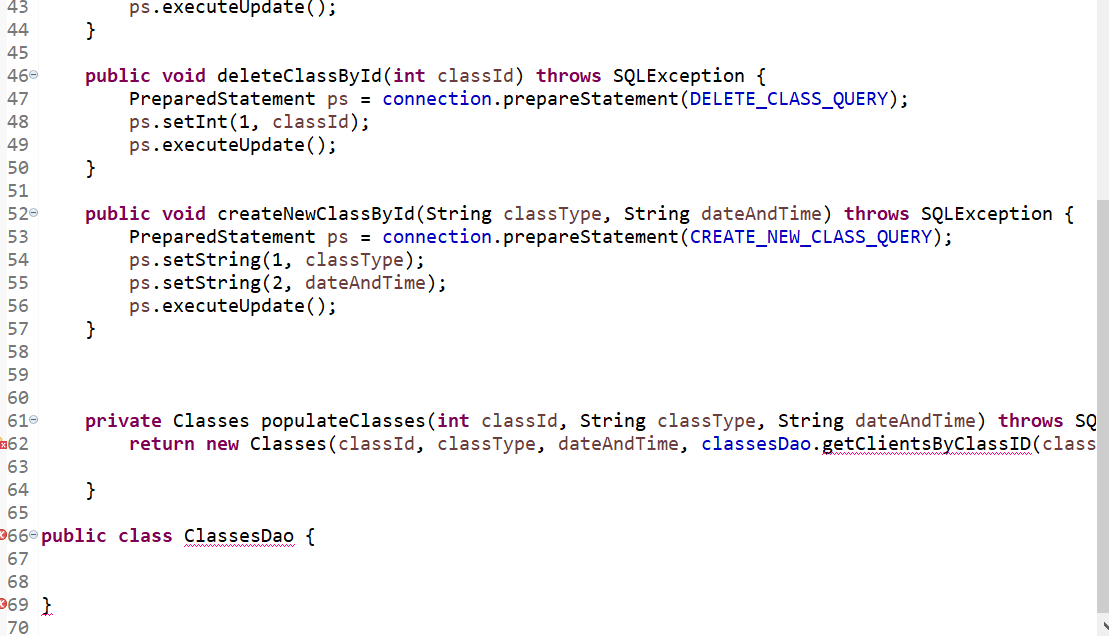 43 ps.executeUpdate();
44 }
45
46 public void deleteClassById(int classId) throws SQLException {
47 PreparedStatement ps = connection.prepareStatement(DELETE_CLASS_QUERY);
48 ps.setInt(1, classId);
49 ps.executeUpdate();
50 }
51
52 public void createNewClassById(String classType, String dateAndTime) throws SQLException {
53 PreparedStatement ps = connection.prepareStatement(CREATE_NEW_CLASS_QUERY);
54 ps.setString(1, classType);
55 ps.setString(2, dateAndTime);
56 ps.executeUpdate();
57 }
58
59
60
61 private Classes populateClasses(int classId, String classType, String dateAndTime) throws SQ
62 return new Classes(classId, classType, dateAndTime, classesDao.getClientsByClassID(class
63
64 }
65
66 public class ClassesDao {
67
68
69 }
70